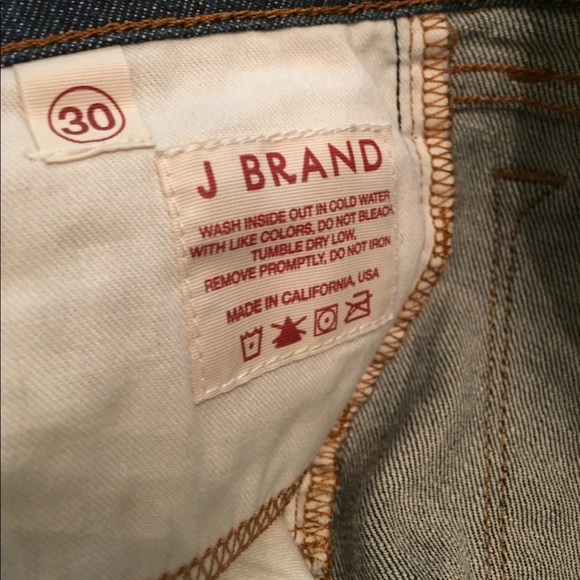 30
J BRAND
WASH INSIDE OUT IN COLD WATER
WITH LIKE COLORS, DO NOT BLEACH,
TUMBLE DRY LOW,
REMOVE PROMPTLY, DO NOT IRON
MADE IN CALIFORNIA, USA